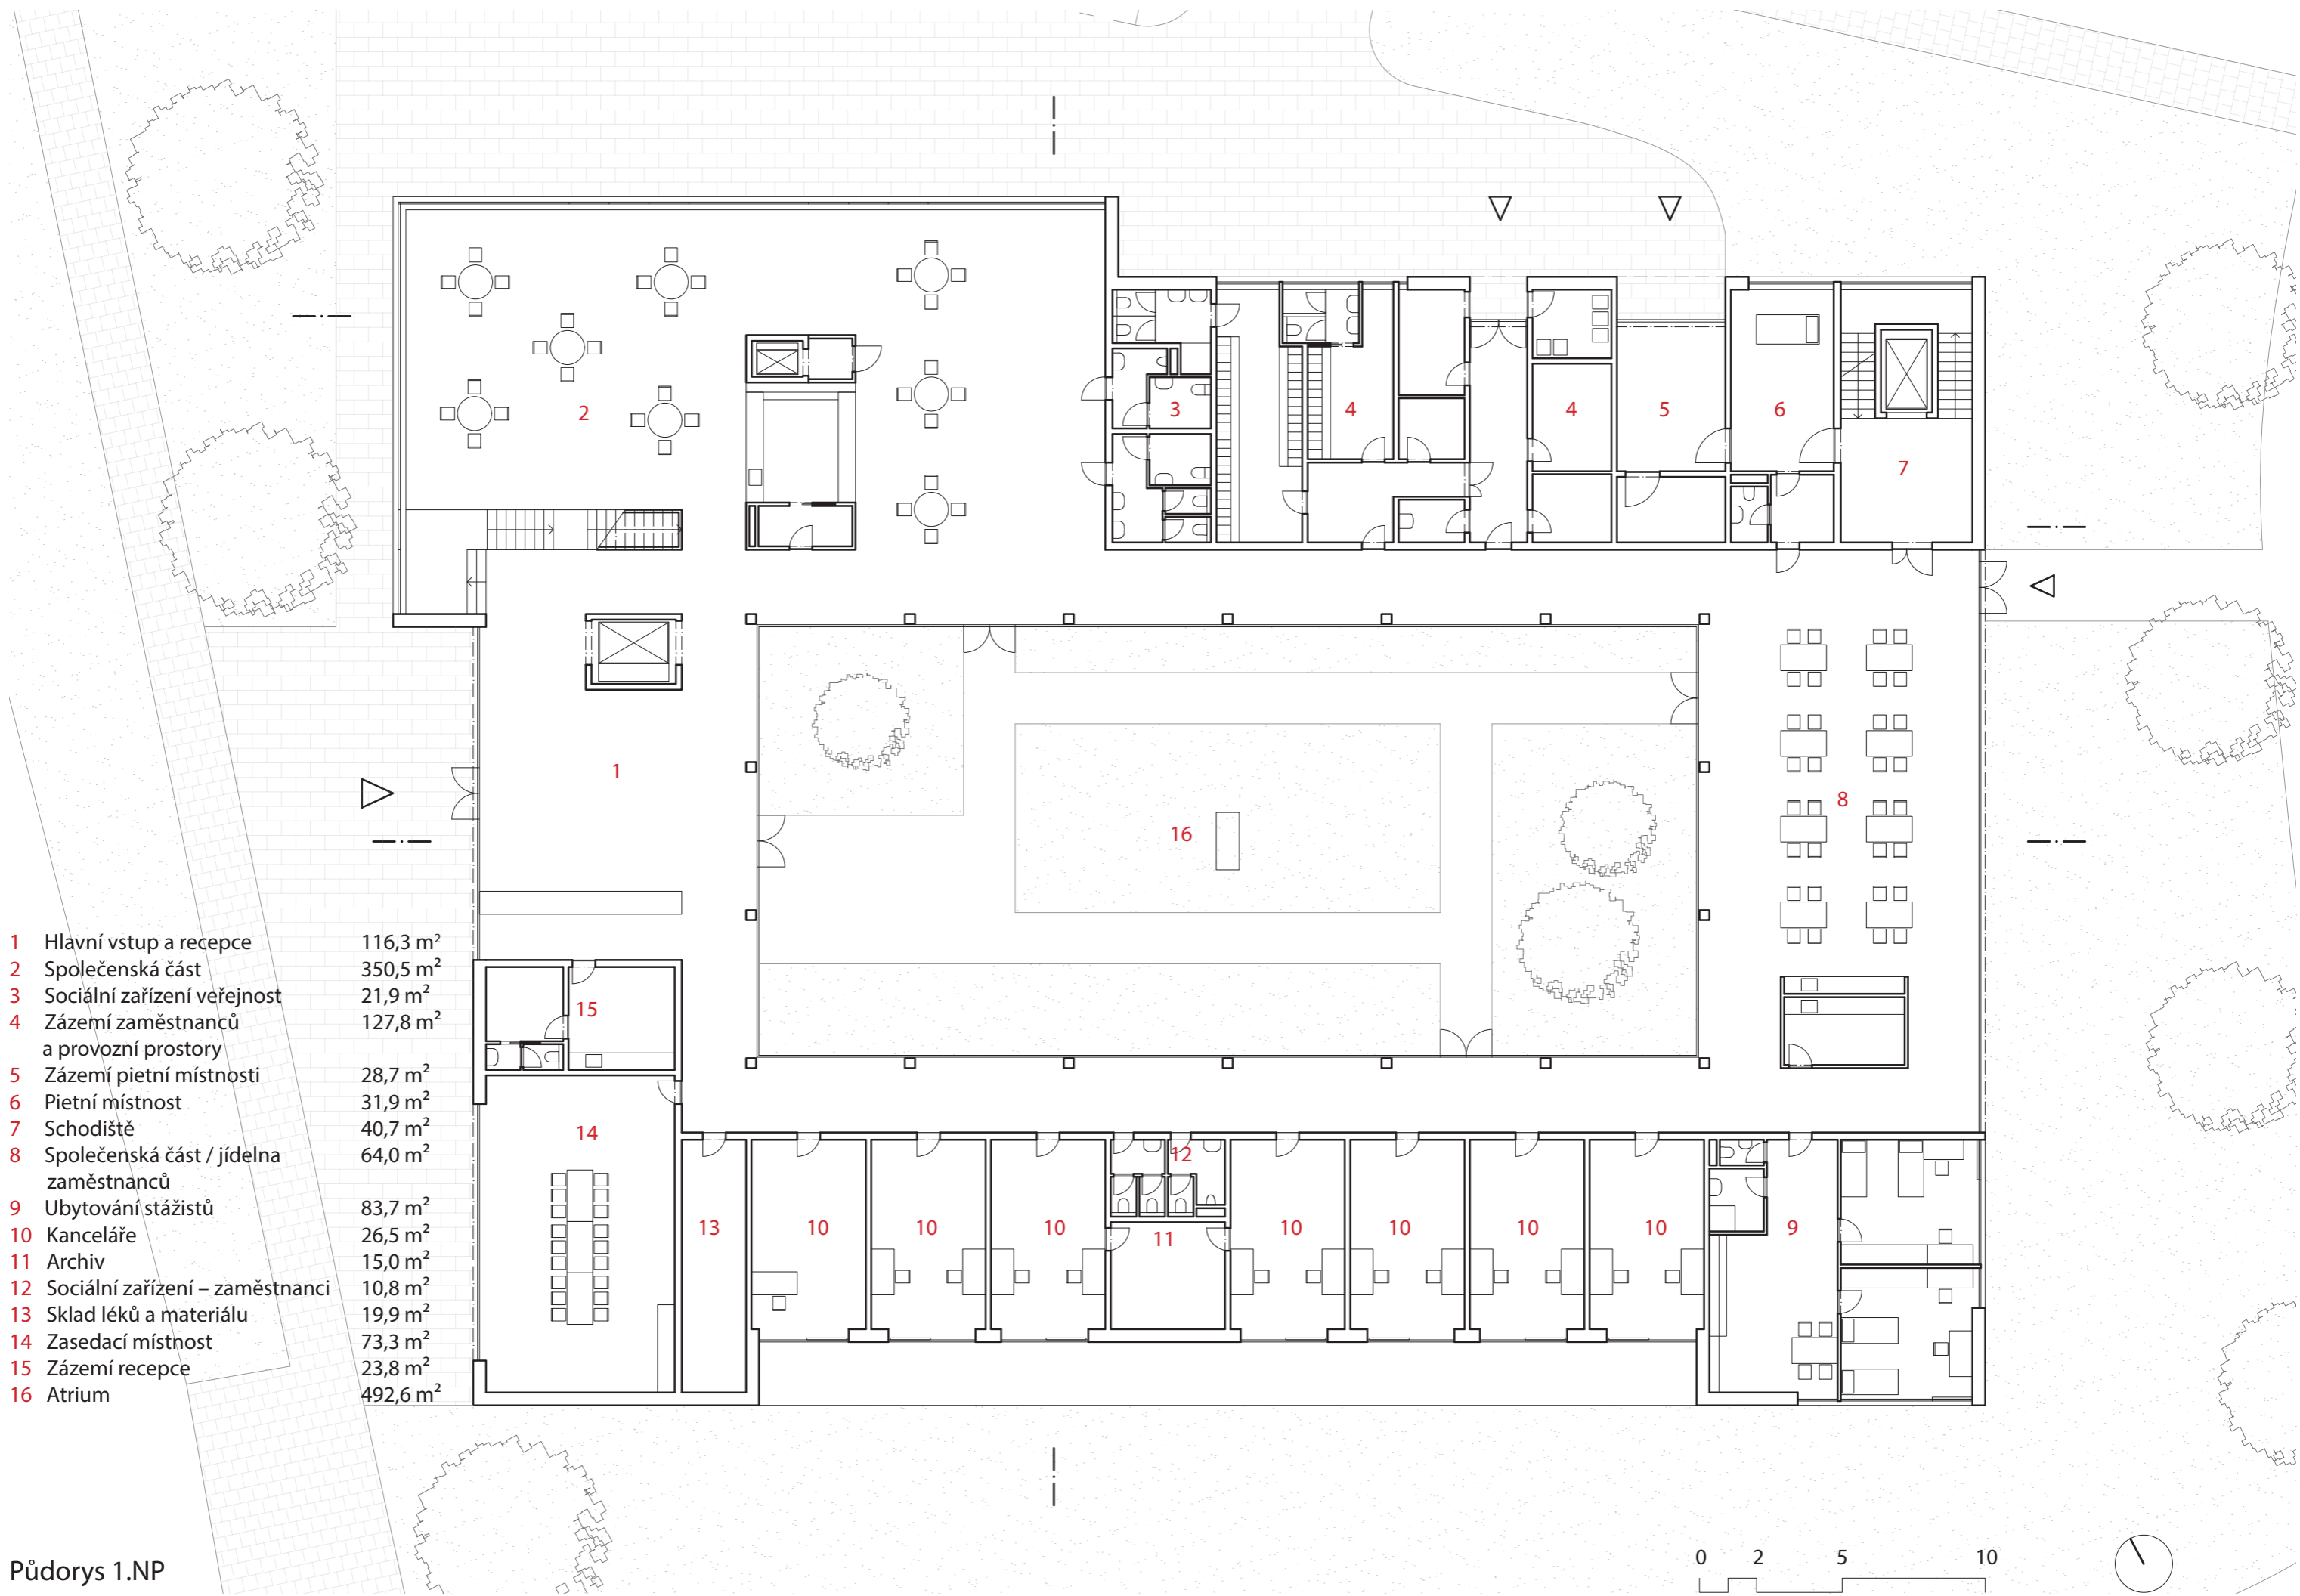 2
3
4
4
5
6
7
1
8
16
15
14
12
13
10
10
10
11
10
10
10
10
9
1 Hlavní vstup a recepce 116,3 m²
2 Společenská část 350,5 m²
3 Sociální zařízení veřejnost 21,9 m²
4 Zázemí zaměstnanců 127,8 m²
a provozní prostory
5 Zázemí pietní místnosti 28,7 m²
6 Pietní místnost 31,9 m²
7 Schodiště 40,7 m²
8 Společenská část / jídelna 64,0 m²
zaměstnanců
9 Ubytování stážistů 83,7 m²
10 Kanceláře 26,5 m²
11 Archiv 15,0 m²
12 Sociální zařízení – zaměstnanci 10,8 m²
13 Sklad léků a materiálu 19,9 m²
14 Zasedací místnost 73,3 m²
15 Zázemí recepce 23,8 m²
16 Atrium 492,6 m²
Půdorys 1.NP
0 2 5 10